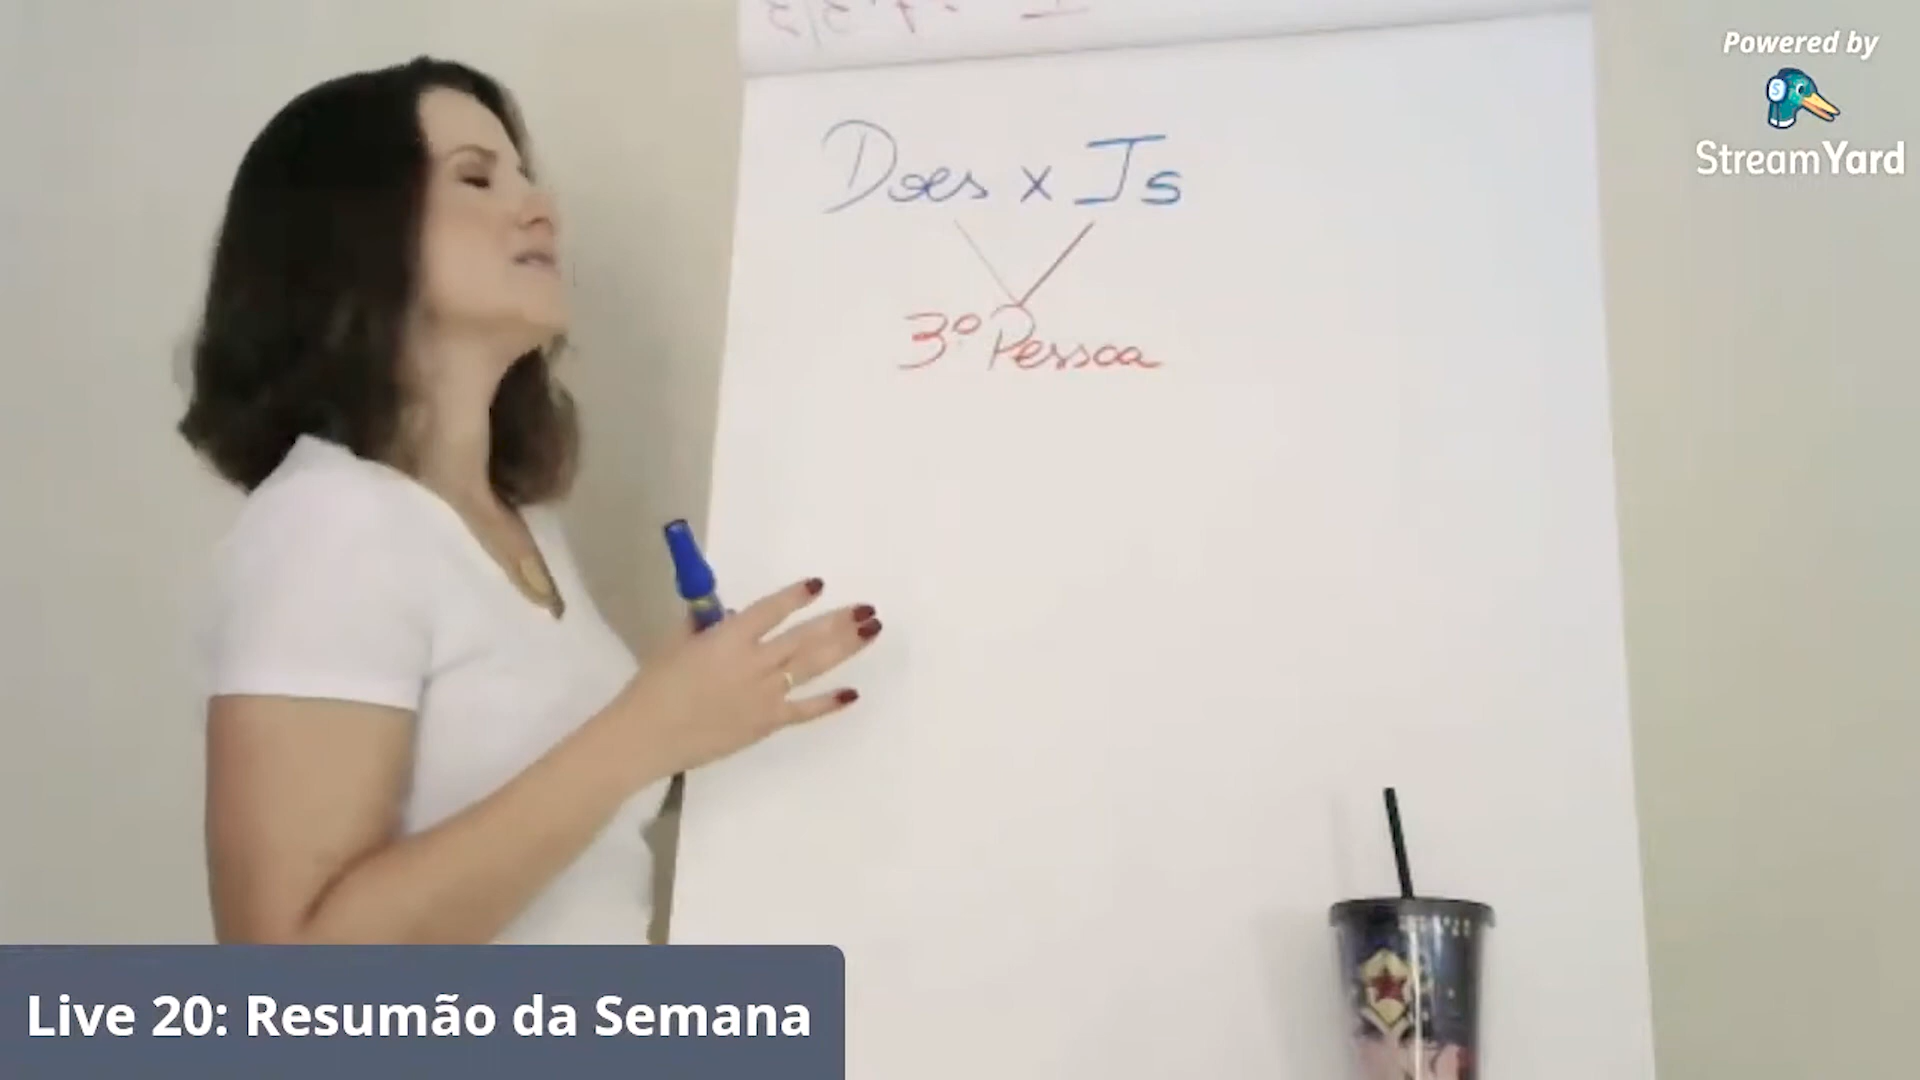 Powered by
StreamYard
Does x Is
3º Pessoa
Live 20: Resumão da Semana